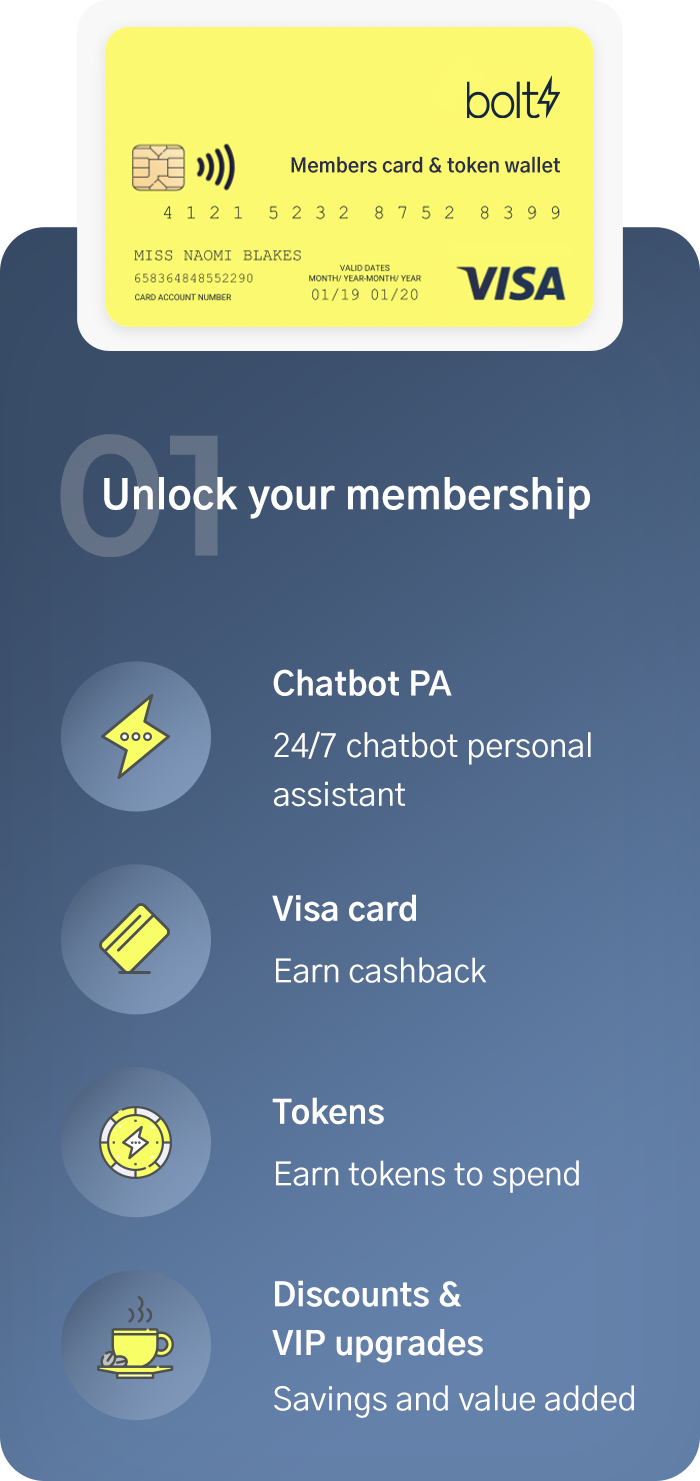 bolt
Members card & token wallet
4121 5232 8752 8399
MISS NAOMI BLAKES
658364848552290
CARD ACCOUNT NUMBER
VALID DATES
MONTH/ YEAR-MONTH/ YEAR
01/19 01/20
VISA
01
Unlock your membership
Chatbot PA
24/7 chatbot personal
assistant
Visa card
Earn cashback
Tokens
Earn tokens to spend
Discounts &
VIP upgrades
Savings and value added